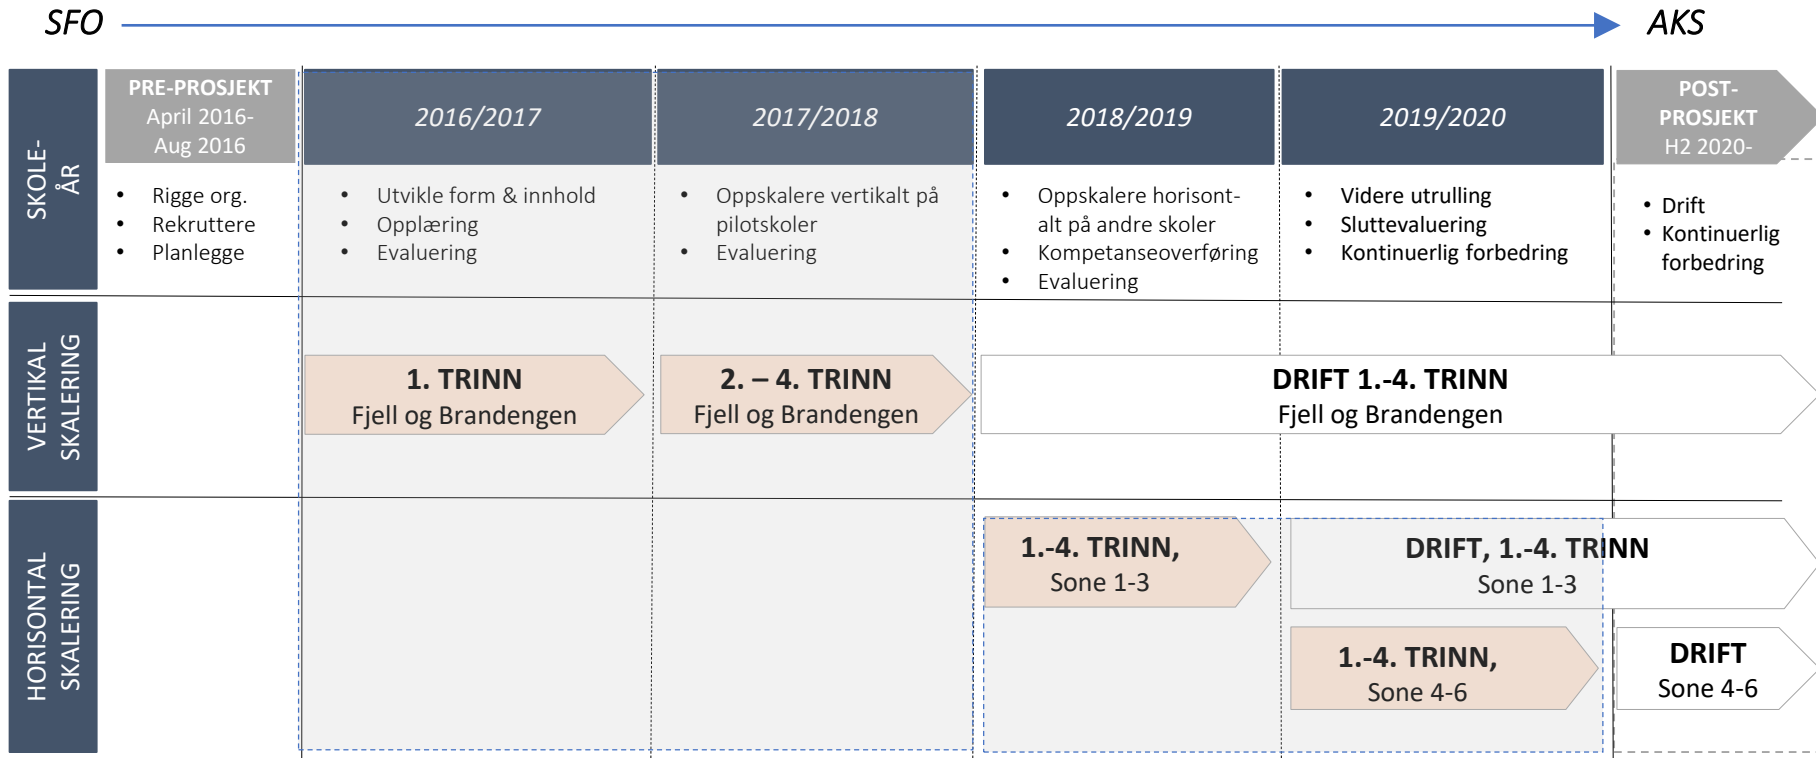 SFO
AKS
SKOLE-
ÅR
PRE-PROSJEKT
April 2016-
Aug 2016
2016/2017
2017/2018
2018/2019
2019/2020
POST-
PROSJEKT
H2 2020-
• Rigge org.
• Rekruttere
• Planlegge
• Utvikle form & innhold
• Opplæring
• Evaluering
• Oppskalere vertikalt på
pilotskoler
• Evaluering
• Oppskalere horisont-
alt på andre skoler
• Kompetanseoverføring
• Evaluering
• Videre utrulling
• Sluttevaluering
• Kontinuerlig forbedring
• Drift
• Kontinuerlig
forbedring
VERTIKAL
SKALERING
1. TRINN
Fjell og Brandengen
2. – 4. TRINN
Fjell og Brandengen
DRIFT 1.-4. TRINN
Fjell og Brandengen
HORISONTAL
SKALERING
1.-4. TRINN,
Sone 1-3
DRIFT, 1.-4. TRINN
Sone 1-3
1.-4. TRINN,
Sone 4-6
DRIFT
Sone 4-6